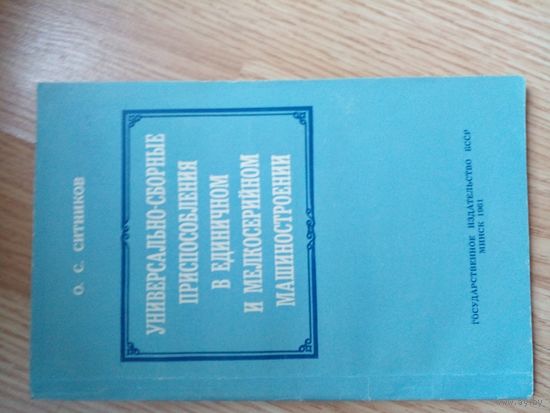 О. С. СИТНИКОВ
УНИВЕРСАЛЬНО-СБОРНЫЕ
ПРИСПОСОБЛЕНИЯ
В ЕДИНИЧНОМ
И МЕЛКОСЕРИЙНОМ
МАШИНОСТРОЕНИИ
ГОСУДАРСТВЕННОЕ ИЗДАТЕЛЬСТВО БССР
МИНСК 1961